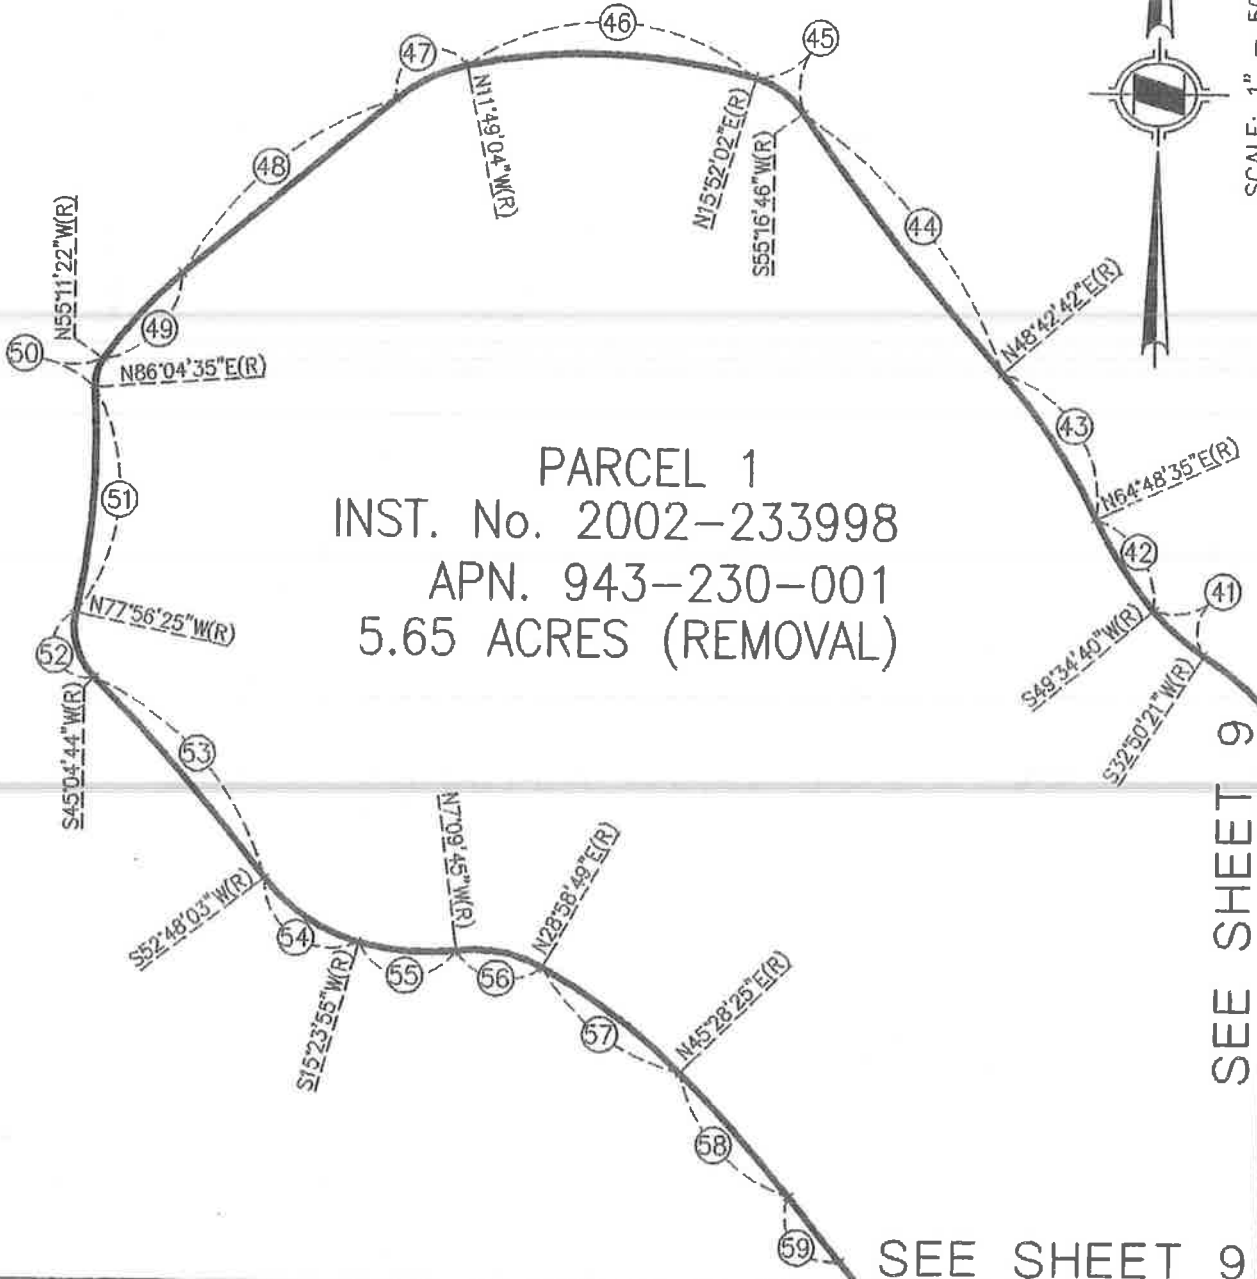 46
45
47
N11°49'04"W(R)
N15°52'02"E(R)
S55°16'46"W(R)
48
44
N55°11'22"W(R)
49
50
N86°04'35"E(R)
N48°42'42"E(R)
43
N64°48'35"E(R)
PARCEL 1
INST. No. 2002-233998
APN. 943-230-001
5.65 ACRES (REMOVAL)
51
42
41
N77°56'25"W(R)
52
S49°34'40"W(R)
S32°50'21"W(R)
S45°04'44"W(R)
53
SEE SHEET 9
N7°09'45"W(R)
N28°58'49"E(R)
S52°48'03"W(R)
54
55
56
S15°23'55"W(R)
57
N45°28'25"E(R)
58
59
SEE SHEET 9
SCALE: 1" =